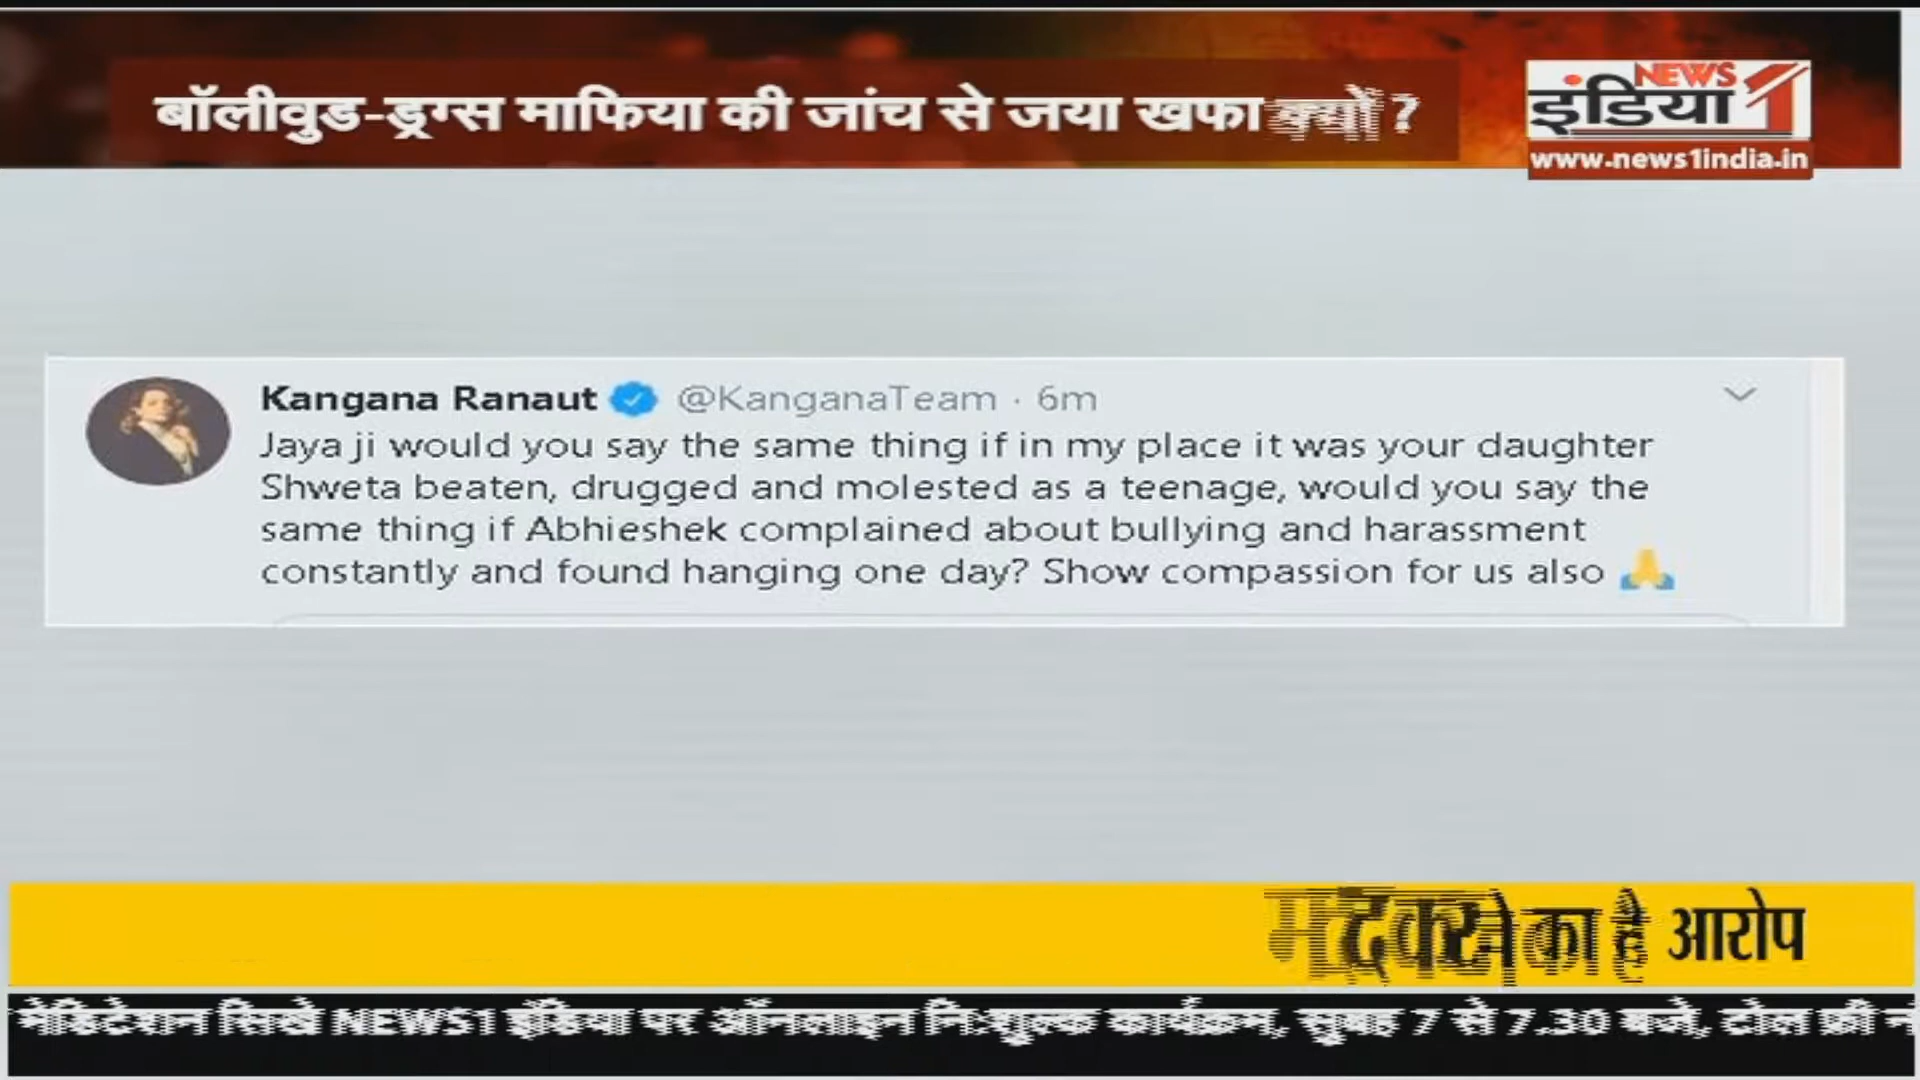 बॉलीवुड-ड्रग्स माफिया की जांच से जया खफा क्यों ?
NEWS
इंडिया 1
www.news1india.in
Kangana Ranaut @KanganaTeam · 6m
Jaya ji would you say the same thing if in my place it was your daughter
Shweta beaten, drugged and molested as a teenage, would you say the
same thing if Abhieshek complained about bullying and harassment
constantly and found hanging one day? Show compassion for us also 🙏
का है आरोप
मेडिटेशन सिखे NEWS1 इंडिया पर ऑनलाइन नि:शुल्क कार्यक्रम, सुबह 7 से 7.30 बजे, टोल फ्री नं